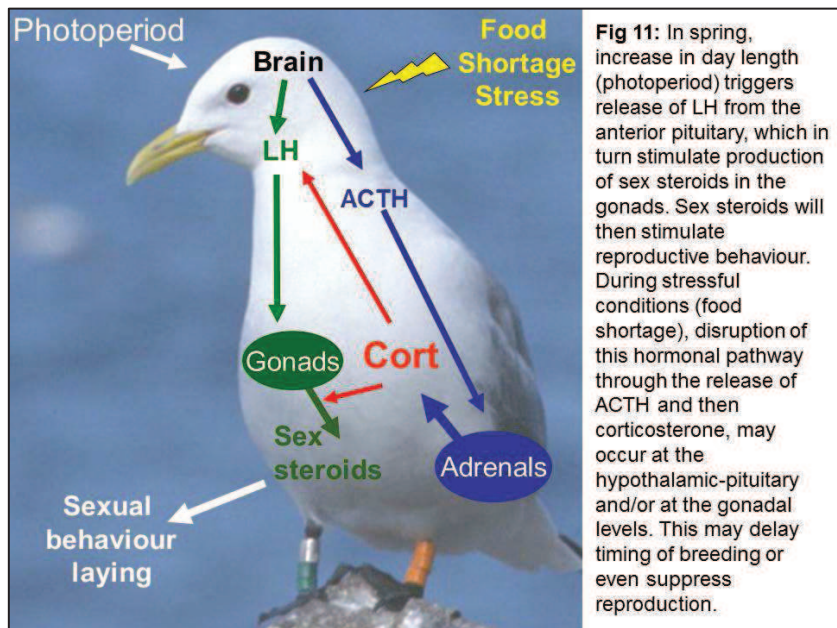 Photoperiod
Food
Shortage
Stress
Brain
LH
ACTH
Gonads
Cort
Sex
steroids
Adrenals
Sexual
behaviour
laying
Fig 11: In spring,
increase in day length
(photoperiod) triggers
release of LH from the
anterior pituitary, which in
turn stimulate production
of sex steroids in the
gonads. Sex steroids will
then stimulate
reproductive behaviour.
During stressful
conditions (food
shortage), disruption of
this hormonal pathway
through the release of
ACTH and then
corticosterone, may
occur at the
hypothalamic-pituitary
and/or at the gonadal
levels. This may delay
timing of breeding or
even suppress
reproduction.